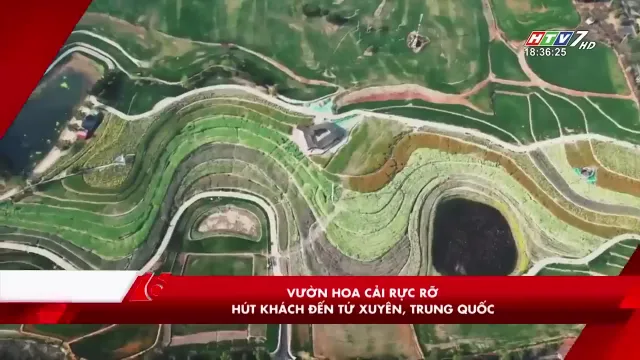 HTV7 HD
18:36:25
VƯỜN HOA CẢI RỰC RỠ
HÚT KHÁCH ĐẾN TỨ XUYÊN, TRUNG QUỐC